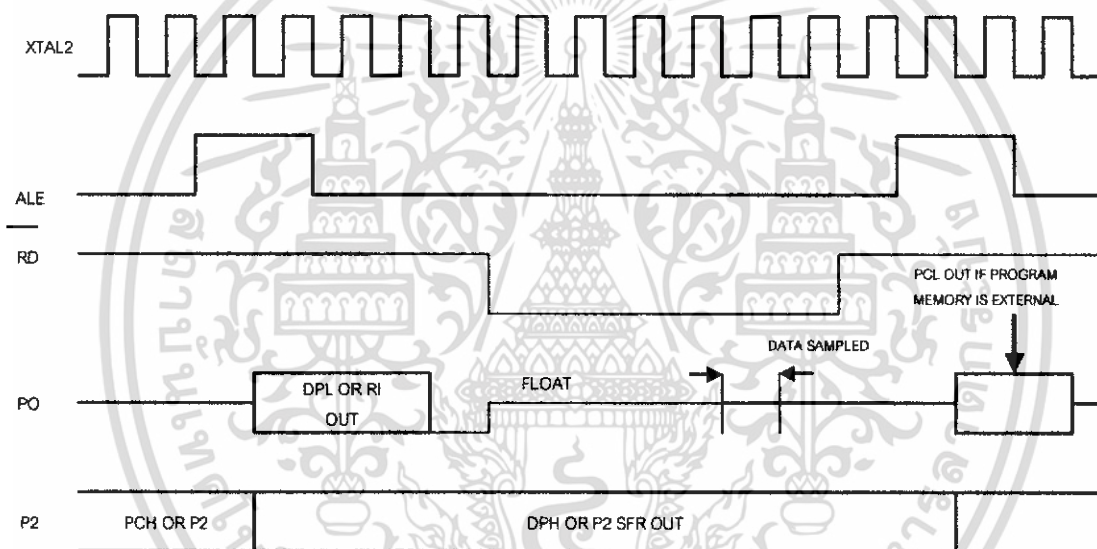 XTAL2
ALE
RD
PCL OUT IF PROGRAM
MEMORY IS EXTERNAL
DATA SAMPLED
FLOAT
DPL OR RI
OUT
PO
P2
PCH OR P2
DPH OR P2 SFR OUT